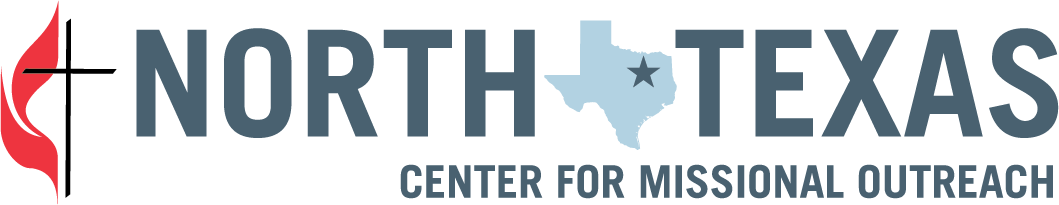 NORTH TEXAS
CENTER FOR MISSIONAL OUTREACH